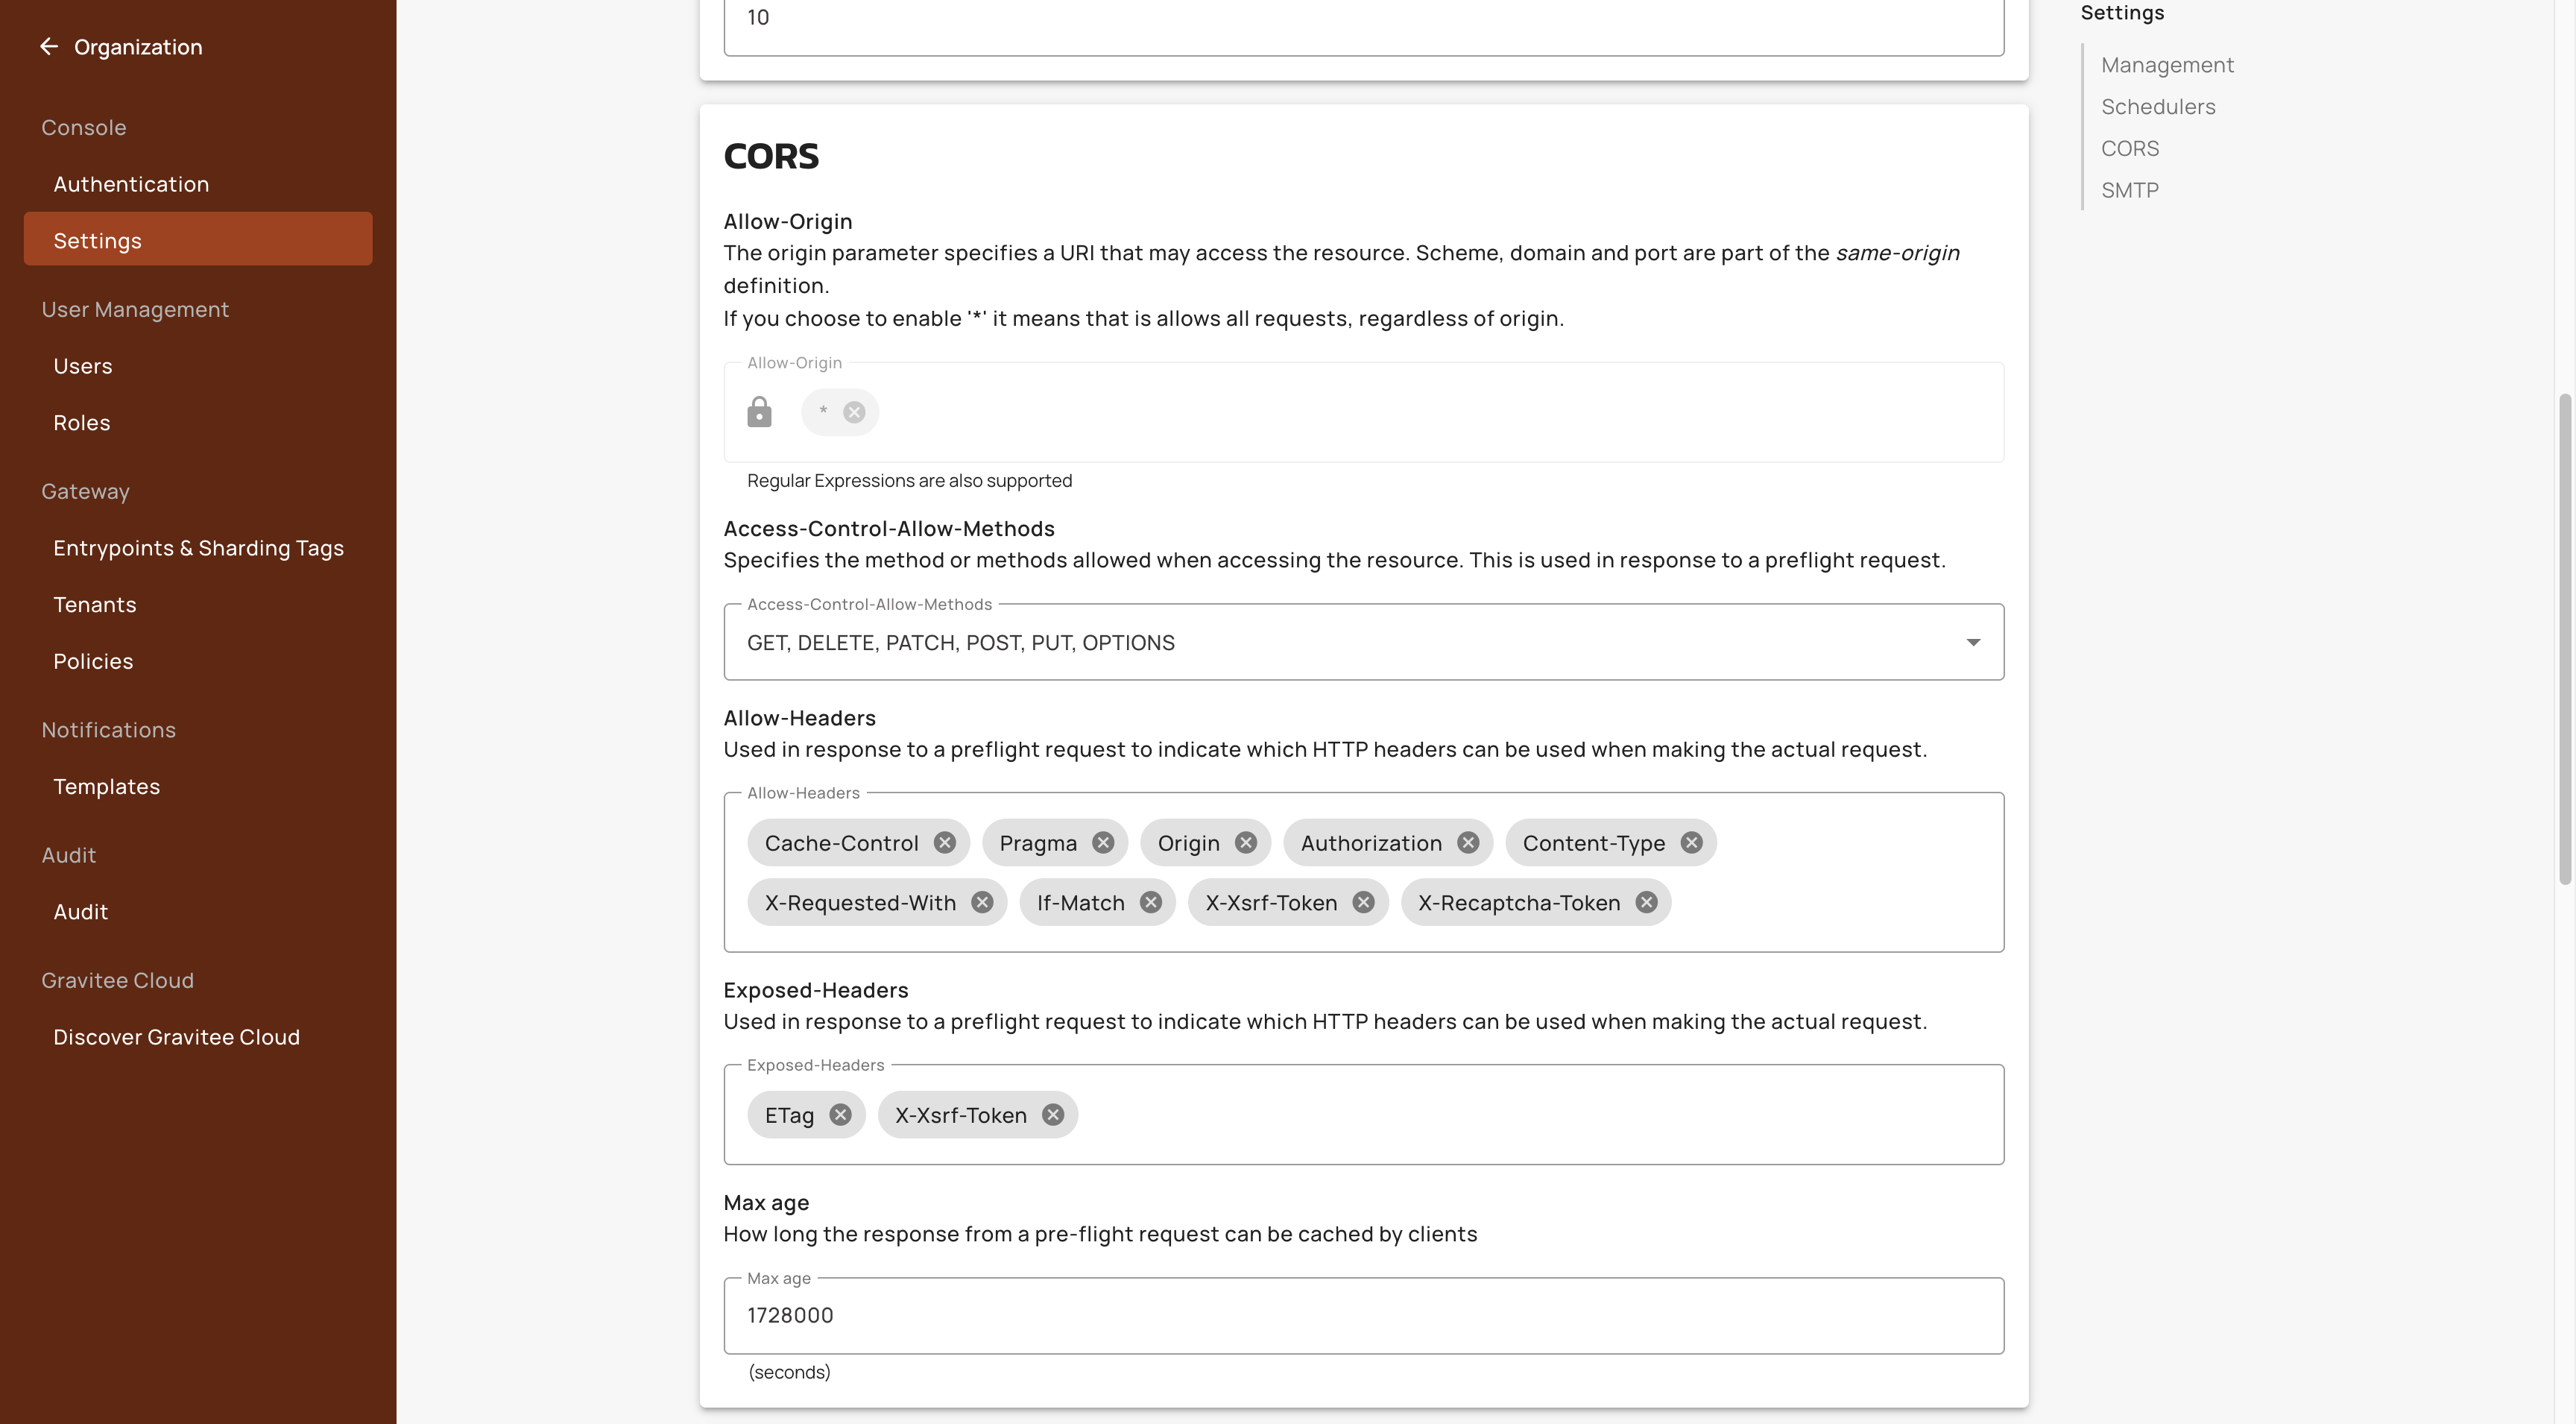 Organization
Console
Authentication
Settings
User Management
Users
Roles
Gateway
Entrypoints & Sharding Tags
Tenants
Policies
Notifications
Templates
Audit
Audit
Gravitee Cloud
Discover Gravitee Cloud
10
CORS
Allow-Origin
The origin parameter specifies a URI that may access the resource. Scheme, domain and port are part of the same-origin
definition.
If you choose to enable '*' it means that is allows all requests, regardless of origin.
Allow-Origin
*
Regular Expressions are also supported
Access-Control-Allow-Methods
Specifies the method or methods allowed when accessing the resource. This is used in response to a preflight request.
Access-Control-Allow-Methods
GET, DELETE, PATCH, POST, PUT, OPTIONS
Allow-Headers
Used in response to a preflight request to indicate which HTTP headers can be used when making the actual request.
Allow-Headers
Cache-Control Pragma Origin Authorization Content-Type
X-Requested-With If-Match X-Xsrf-Token X-Recaptcha-Token
Exposed-Headers
Used in response to a preflight request to indicate which HTTP headers can be used when making the actual request.
Exposed-Headers
ETag X-Xsrf-Token
Max age
How long the response from a pre-flight request can be cached by clients
Max age
1728000
(seconds)
Settings
Management
Schedulers
CORS
SMTP